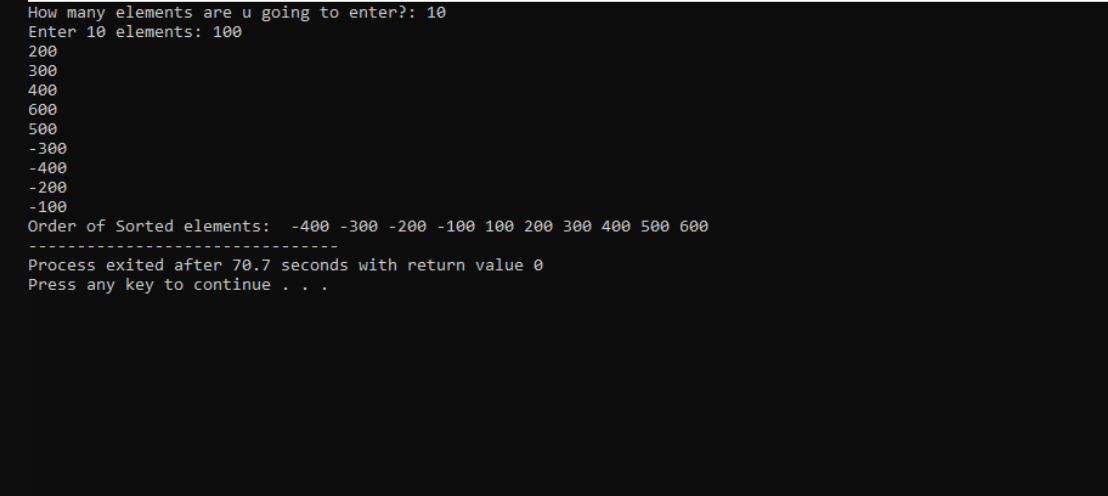 How many elements are u going to enter?: 10
Enter 10 elements: 100
200
300
400
600
500
-300
-400
-200
-100
Order of Sorted elements:  -400 -300 -200 -100 100 200 300 400 500 600
--------------------------------
Process exited after 70.7 seconds with return value 0
Press any key to continue . . .